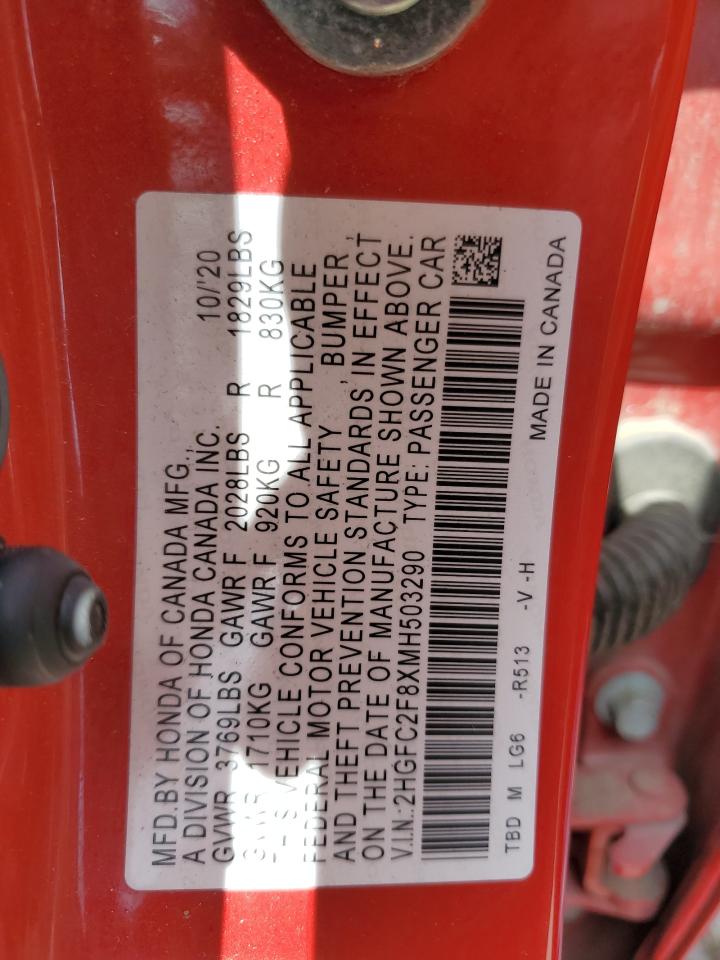 MFD. BY HONDA OF CANADA MFG.,
A DIVISION OF HONDA CANADA INC. 10/'20
GVWR 3769LBS GAWR F 2028LBS R 1829LBS
GVWR 1710KG GAWR F 920KG R 830KG
THIS VEHICLE CONFORMS TO ALL APPLICABLE
FEDERAL MOTOR VEHICLE SAFETY, BUMPER,
AND THEFT PREVENTION STANDARDS, IN EFFECT
ON THE DATE OF MANUFACTURE SHOWN ABOVE.
V.I.N.:2HGFC2F8XMH503290 TYPE: PASSENGER CAR
TBD M LG6 -R513 -V -H
MADE IN CANADA